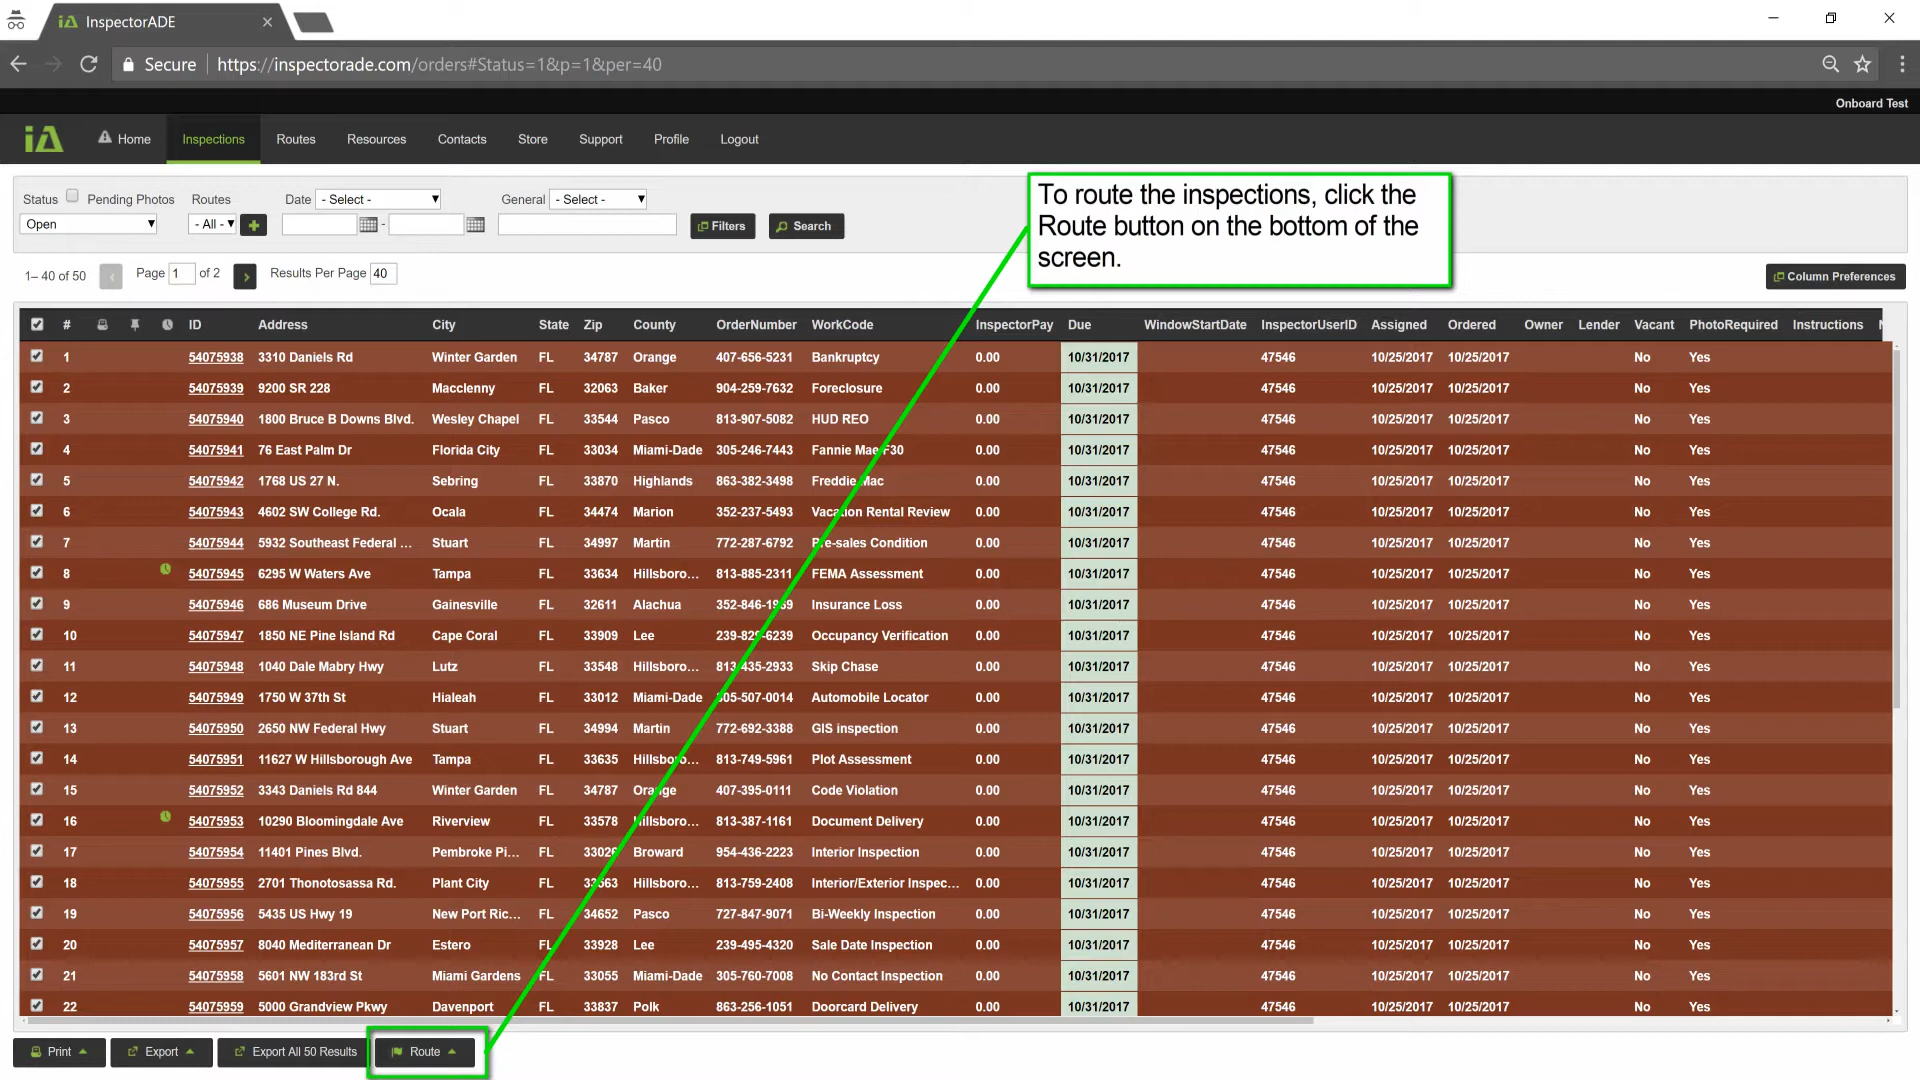 InspectorADE
Secure https://inspectorade.com/orders#Status=1&p=1&per=40
Onboard Test
iA Home Inspections Routes Resources Contacts Store Support Profile Logout
To route the inspections, click the
Route button on the bottom of the
screen.
Status Pending Photos Routes Date - Select - General - Select -
Open - All - - Filters Search
1– 40 of 50 Page 1 of 2 Results Per Page 40 Column Preferences
# ID Address City State Zip County OrderNumber WorkCode InspectorPay Due WindowStartDate InspectorUserID Assigned Ordered Owner Lender Vacant PhotoRequired Instructions
1 54075938 3310 Daniels Rd Winter Garden FL 34787 Orange 407-656-5231 Bankruptcy 0.00 10/31/2017 47546 10/25/2017 10/25/2017 No Yes
2 54075939 9200 SR 228 Macclenny FL 32063 Baker 904-259-7632 Foreclosure 0.00 10/31/2017 47546 10/25/2017 10/25/2017 No Yes
3 54075940 1800 Bruce B Downs Blvd. Wesley Chapel FL 33544 Pasco 813-907-5082 HUD REO 0.00 10/31/2017 47546 10/25/2017 10/25/2017 No Yes
4 54075941 76 East Palm Dr Florida City FL 33034 Miami-Dade 305-246-7443 Fannie Mae F30 0.00 10/31/2017 47546 10/25/2017 10/25/2017 No Yes
5 54075942 1768 US 27 N. Sebring FL 33870 Highlands 863-382-3498 Freddie Mac 0.00 10/31/2017 47546 10/25/2017 10/25/2017 No Yes
6 54075943 4602 SW College Rd. Ocala FL 34474 Marion 352-237-5493 Vacation Rental Review 0.00 10/31/2017 47546 10/25/2017 10/25/2017 No Yes
7 54075944 5932 Southeast Federal ... Stuart FL 34997 Martin 772-287-6792 Pre-sales Condition 0.00 10/31/2017 47546 10/25/2017 10/25/2017 No Yes
8 54075945 6295 W Waters Ave Tampa FL 33634 Hillsboro... 813-885-2311 FEMA Assessment 0.00 10/31/2017 47546 10/25/2017 10/25/2017 No Yes
9 54075946 686 Museum Drive Gainesville FL 32611 Alachua Insurance Loss 0.00 10/31/2017 47546 10/25/2017 10/25/2017 No Yes
10 54075947 1850 NE Pine Island Rd Cape Coral FL 33909 Lee Occupancy Verification 0.00 10/31/2017 47546 10/25/2017 10/25/2017 No Yes
11 54075948 1040 Dale Mabry Hwy Lutz FL 33548 Hillsboro... 813-435-2933 Skip Chase 0.00 10/31/2017 47546 10/25/2017 10/25/2017 No Yes
12 54075949 1750 W 37th St Hialeah FL 33012 Miami-Dade 305-507-0014 Automobile Locator 0.00 10/31/2017 47546 10/25/2017 10/25/2017 No Yes
13 54075950 2650 NW Federal Hwy Stuart FL 34994 Martin 772-692-3388 GIS inspection 0.00 10/31/2017 47546 10/25/2017 10/25/2017 No Yes
14 54075951 11627 W Hillsborough Ave Tampa FL 33635 Hillsboro... 813-749-5961 Plot Assessment 0.00 10/31/2017 47546 10/25/2017 10/25/2017 No Yes
15 54075952 3343 Daniels Rd 844 Winter Garden FL 34787 Orange 407-395-0111 Code Violation 0.00 10/31/2017 47546 10/25/2017 10/25/2017 No Yes
16 54075953 10290 Bloomingdale Ave Riverview FL 33578 Hillsboro... 813-387-1161 Document Delivery 0.00 10/31/2017 47546 10/25/2017 10/25/2017 No Yes
17 54075954 11401 Pines Blvd. Pembroke Pi... FL 33026 Broward 954-436-2223 Interior Inspection 0.00 10/31/2017 47546 10/25/2017 10/25/2017 No Yes
18 54075955 2701 Thonotosassa Rd. Plant City FL 33563 Hillsboro... 813-759-2408 Interior/Exterior Inspec... 0.00 10/31/2017 47546 10/25/2017 10/25/2017 No Yes
19 54075956 5435 US Hwy 19 New Port Ric... FL 34652 Pasco 727-847-9071 Bi-Weekly Inspection 0.00 10/31/2017 47546 10/25/2017 10/25/2017 No Yes
20 54075957 8040 Mediterranean Dr Estero FL 33928 Lee 239-495-4320 Sale Date Inspection 0.00 10/31/2017 47546 10/25/2017 10/25/2017 No Yes
21 54075958 5601 NW 183rd St Miami Gardens FL 33055 Miami-Dade 305-760-7008 No Contact Inspection 0.00 10/31/2017 47546 10/25/2017 10/25/2017 No Yes
22 54075959 5000 Grandview Pkwy Davenport FL 33837 Polk 863-256-1051 Doorcard Delivery 0.00 10/31/2017 47546 10/25/2017 10/25/2017 No Yes
Print Export Export All 50 Results Route